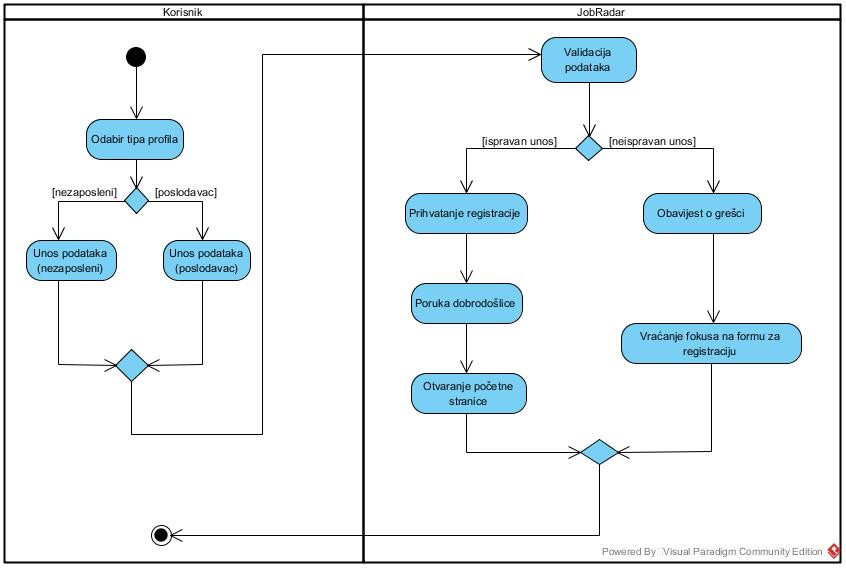 Korisnik
JobRadar
Odabir tipa profila
[nezaposleni]
[poslodavac]
Unos podataka
(nezaposleni)
Unos podataka
(poslodavac)
Validacija
podataka
[ispravan unos]
[neispravan unos]
Prihvatanje registracije
Obavijest o grešci
Poruka dobrodošlice
Vraćanje fokusa na formu za
registraciju
Otvaranje početne
stranice
Powered By Visual Paradigm Community Edition